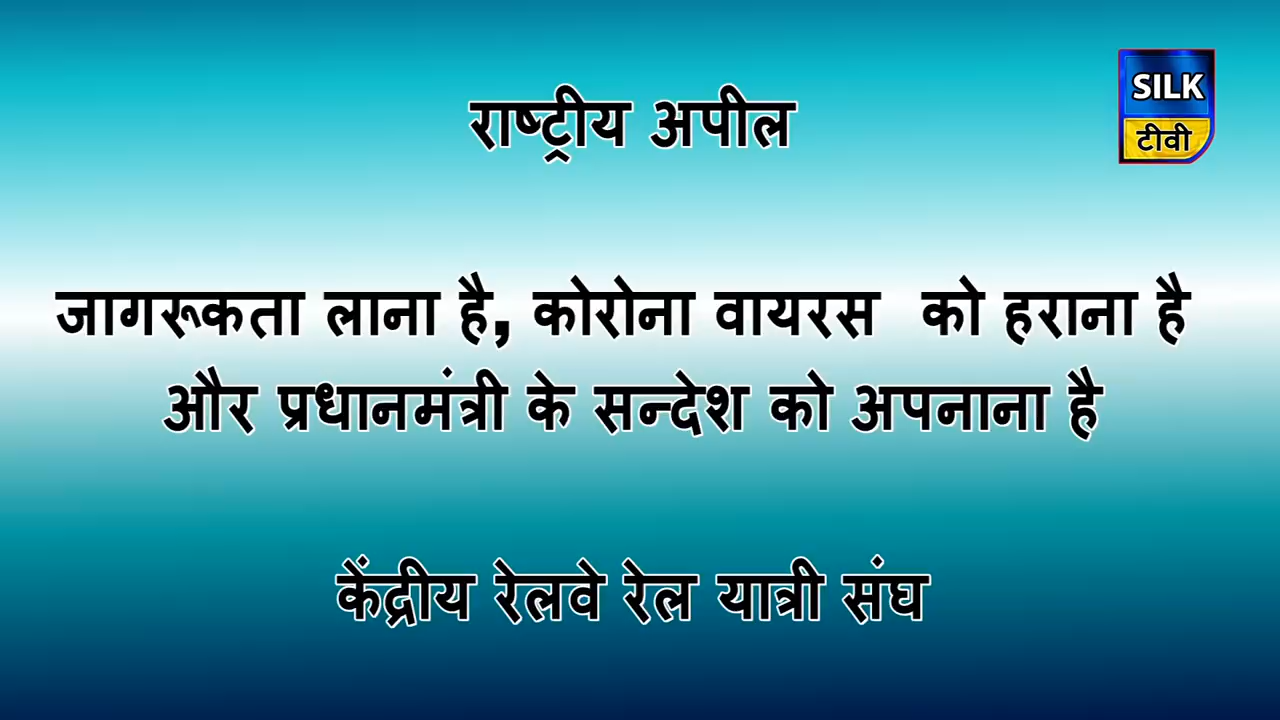 राष्ट्रीय अपील
SILK
टीवी
जागरूकता लाना है, कोरोना वायरस को हराना है
और प्रधानमंत्री के सन्देश को अपनाना है
केंद्रीय रेलवे रेल यात्री संघ